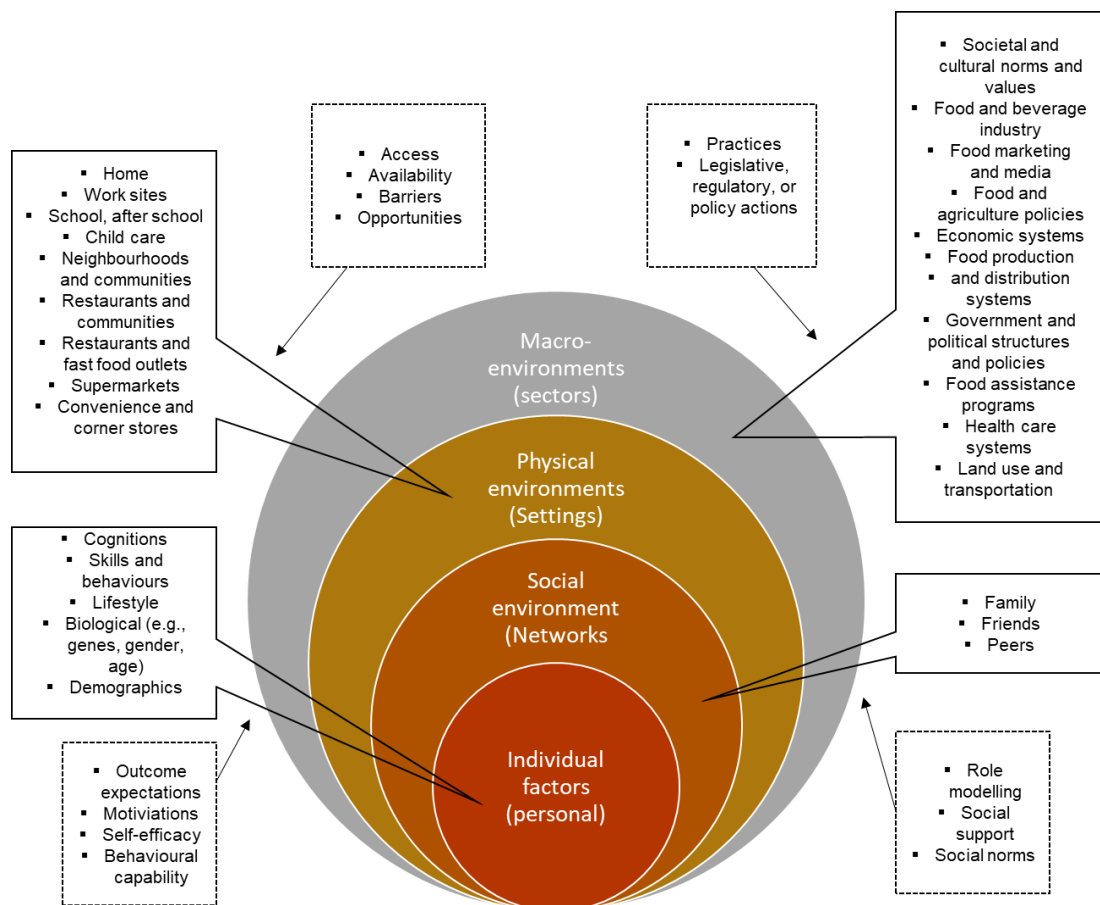 ▪ Societal and
cultural norms and
values
▪ Food and beverage
industry
▪ Food marketing
and media
▪ Food and
agriculture policies
▪ Economic systems
▪ Food production
▪ and distribution
systems
▪ Government and
political structures
and policies
▪ Food assistance
programs
▪ Health care
systems
▪ Land use and
transportation
▪ Access
▪ Availability
▪ Barriers
▪ Opportunities
▪ Practices
▪ Legislative,
regulatory, or
policy actions
▪ Home
▪ Work sites
▪ School, after school
▪ Child care
▪ Neighbourhoods
and communities
▪ Restaurants and
communities
▪ Restaurants and
fast food outlets
▪ Supermarkets
▪ Convenience and
corner stores
Macro-
environments
(sectors)
Physical
environments
(Settings)
Social
environment
(Networks
Individual
factors
(personal)
▪ Cognitions
▪ Skills and
behaviours
▪ Lifestyle
▪ Biological (e.g.,
genes, gender,
age)
▪ Demographics
▪ Family
▪ Friends
▪ Peers
▪ Outcome
expectations
▪ Motiviations
▪ Self-efficacy
▪ Behavioural
capability
▪ Role
modelling
▪ Social
support
▪ Social norms